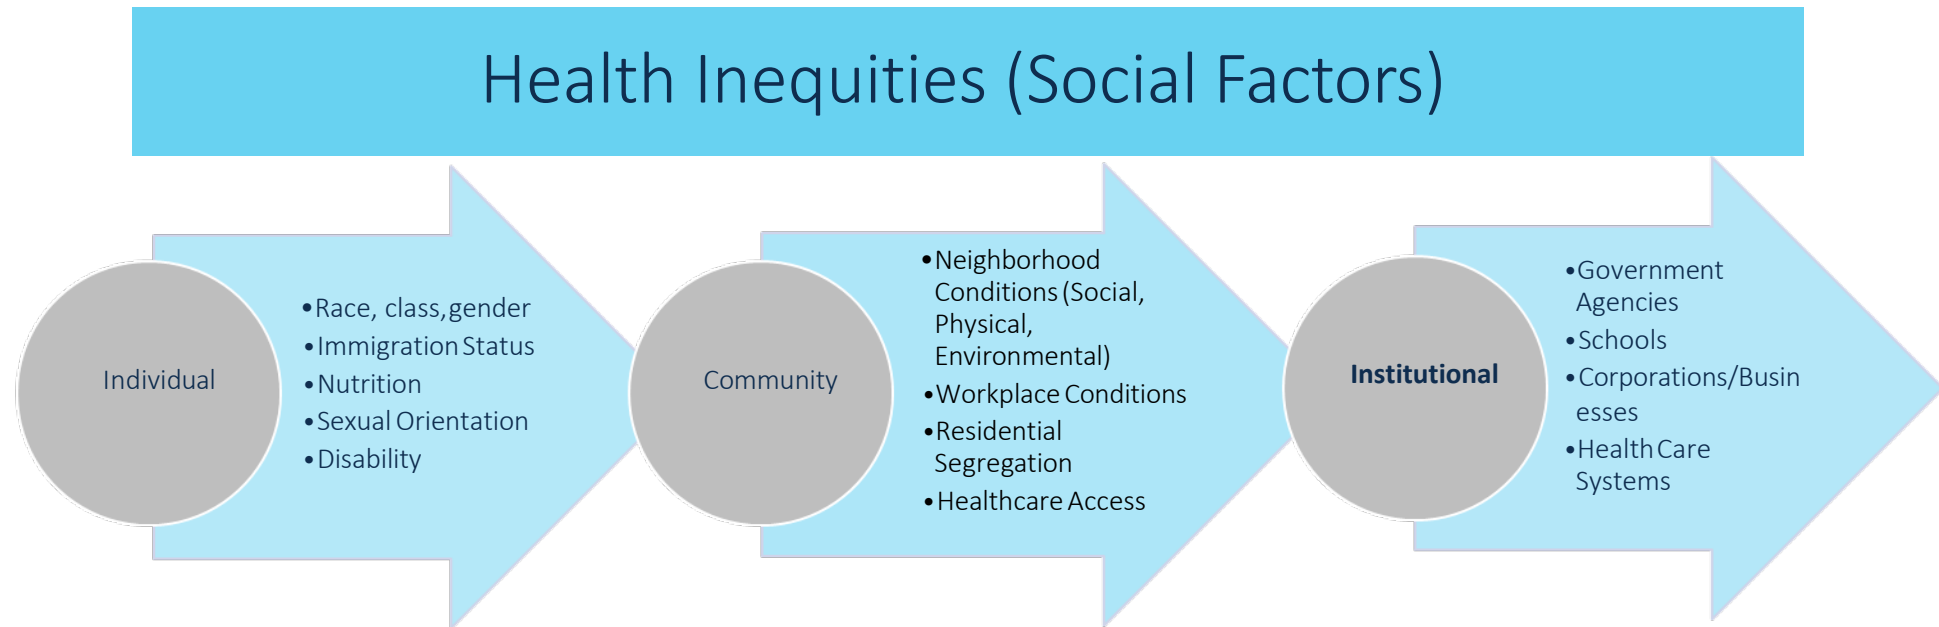 Health Inequities (Social Factors)
Individual
•Race, class,gender
•Immigration Status
•Nutrition
•Sexual Orientation
•Disability
Community
•Neighborhood
Conditions (Social,
Physical,
Environmental)
•Workplace Conditions
•Residential
Segregation
•Healthcare Access
Institutional
•Government
Agencies
•Schools
•Corporations/Busin
esses
•Health Care
Systems